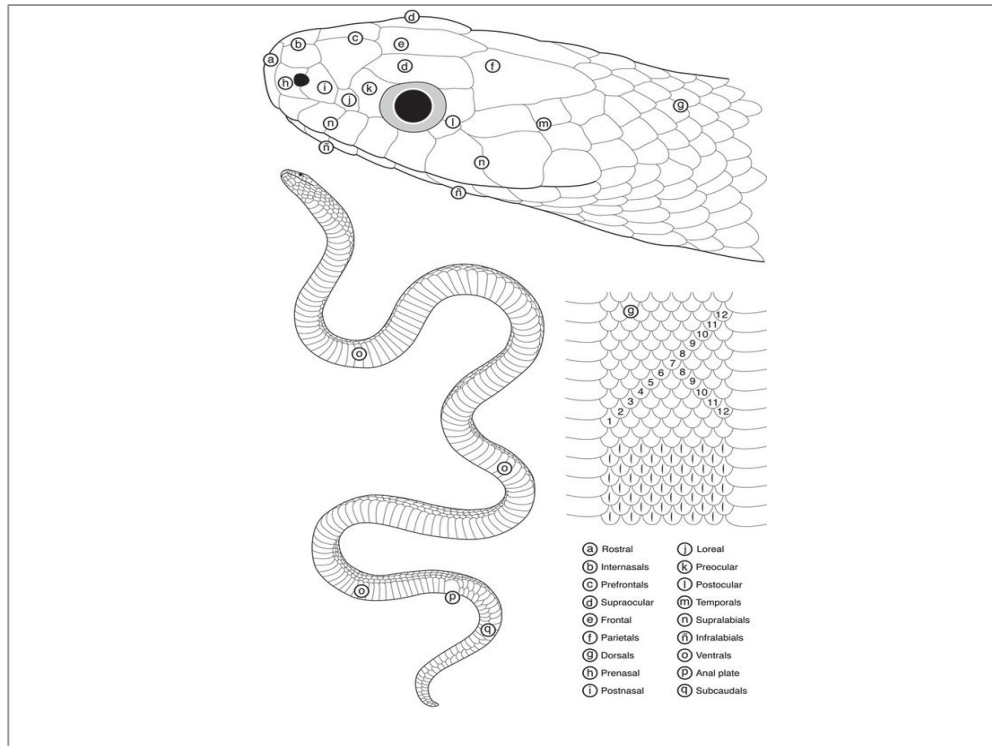 d
b
c
e
a
d
f
h
i
k
j
g
n
l
m
ñ
n
ñ
g
12
11
10
9
8
7
6 8
5 9
4 10
3 11
2 12
1
o
o
o
p
q
a Rostral
b Internasals
c Prefrontals
d Supraocular
e Frontal
f Parietals
g Dorsals
h Prenasal
i Postnasal
j Loreal
k Preocular
l Postocular
m Temporals
n Supralabials
ñ Infralabials
o Ventrals
p Anal plate
q Subcaudals